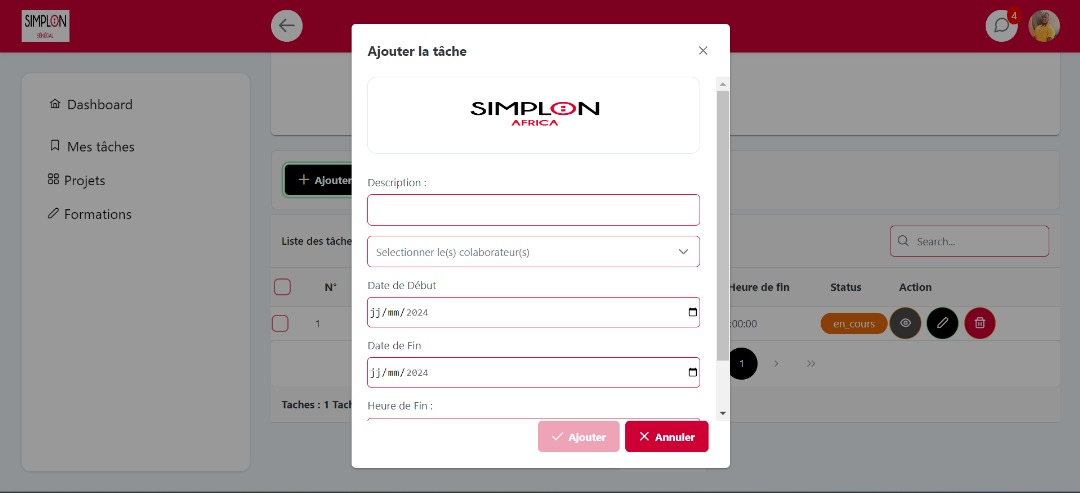 SIMPLON
SÉNÉGAL
4
Dashboard
Mes tâches
Projets
Formations
Ajouter la tâche
SIMPLON
AFRICA
Description :
Selectionner le(s) colaborateur(s)
Date de Début
jj/mm/2024
Date de Fin
jj/mm/2024
Heure de Fin :
Ajouter
Annuler
Ajouter
Liste des tâche
Search...
N°
Heure de fin
Status
Action
1
:00:00
en_cours
1
Taches : 1 Tach